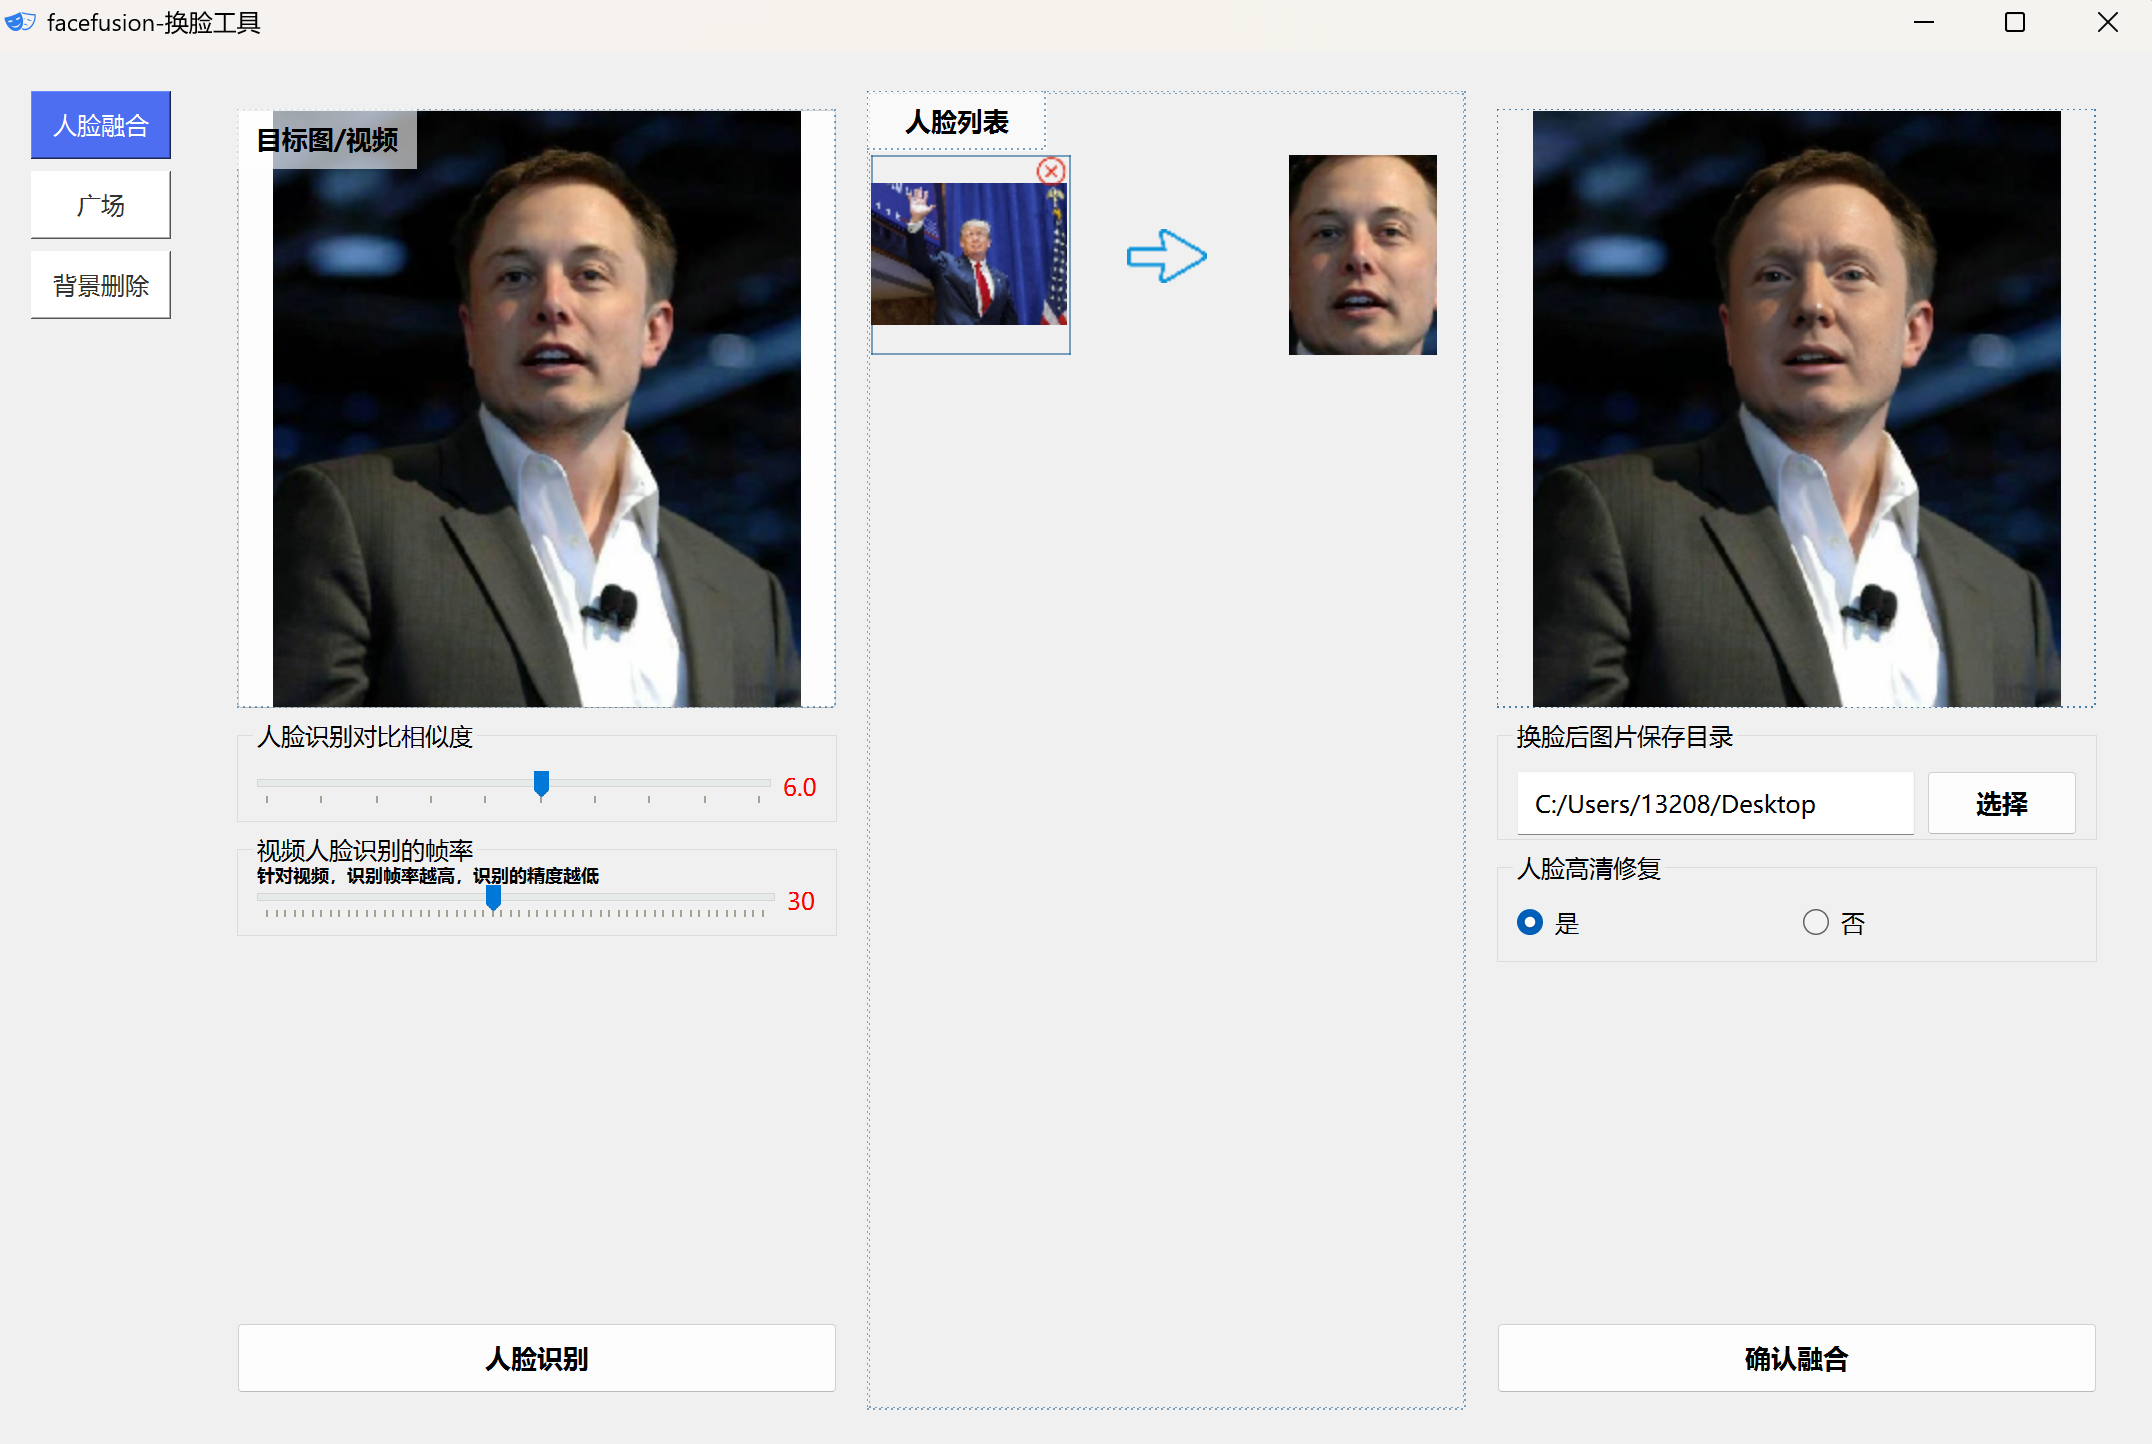 facefusion-换脸工具
人脸融合
广场
背景删除
目标图/视频
人脸识别对比相似度
6.0
视频人脸识别的帧率
针对视频，识别帧率越高，识别的精度越低
30
人脸识别
人脸列表
换脸后图片保存目录
C:/Users/13208/Desktop
选择
人脸高清修复
是
否
确认融合